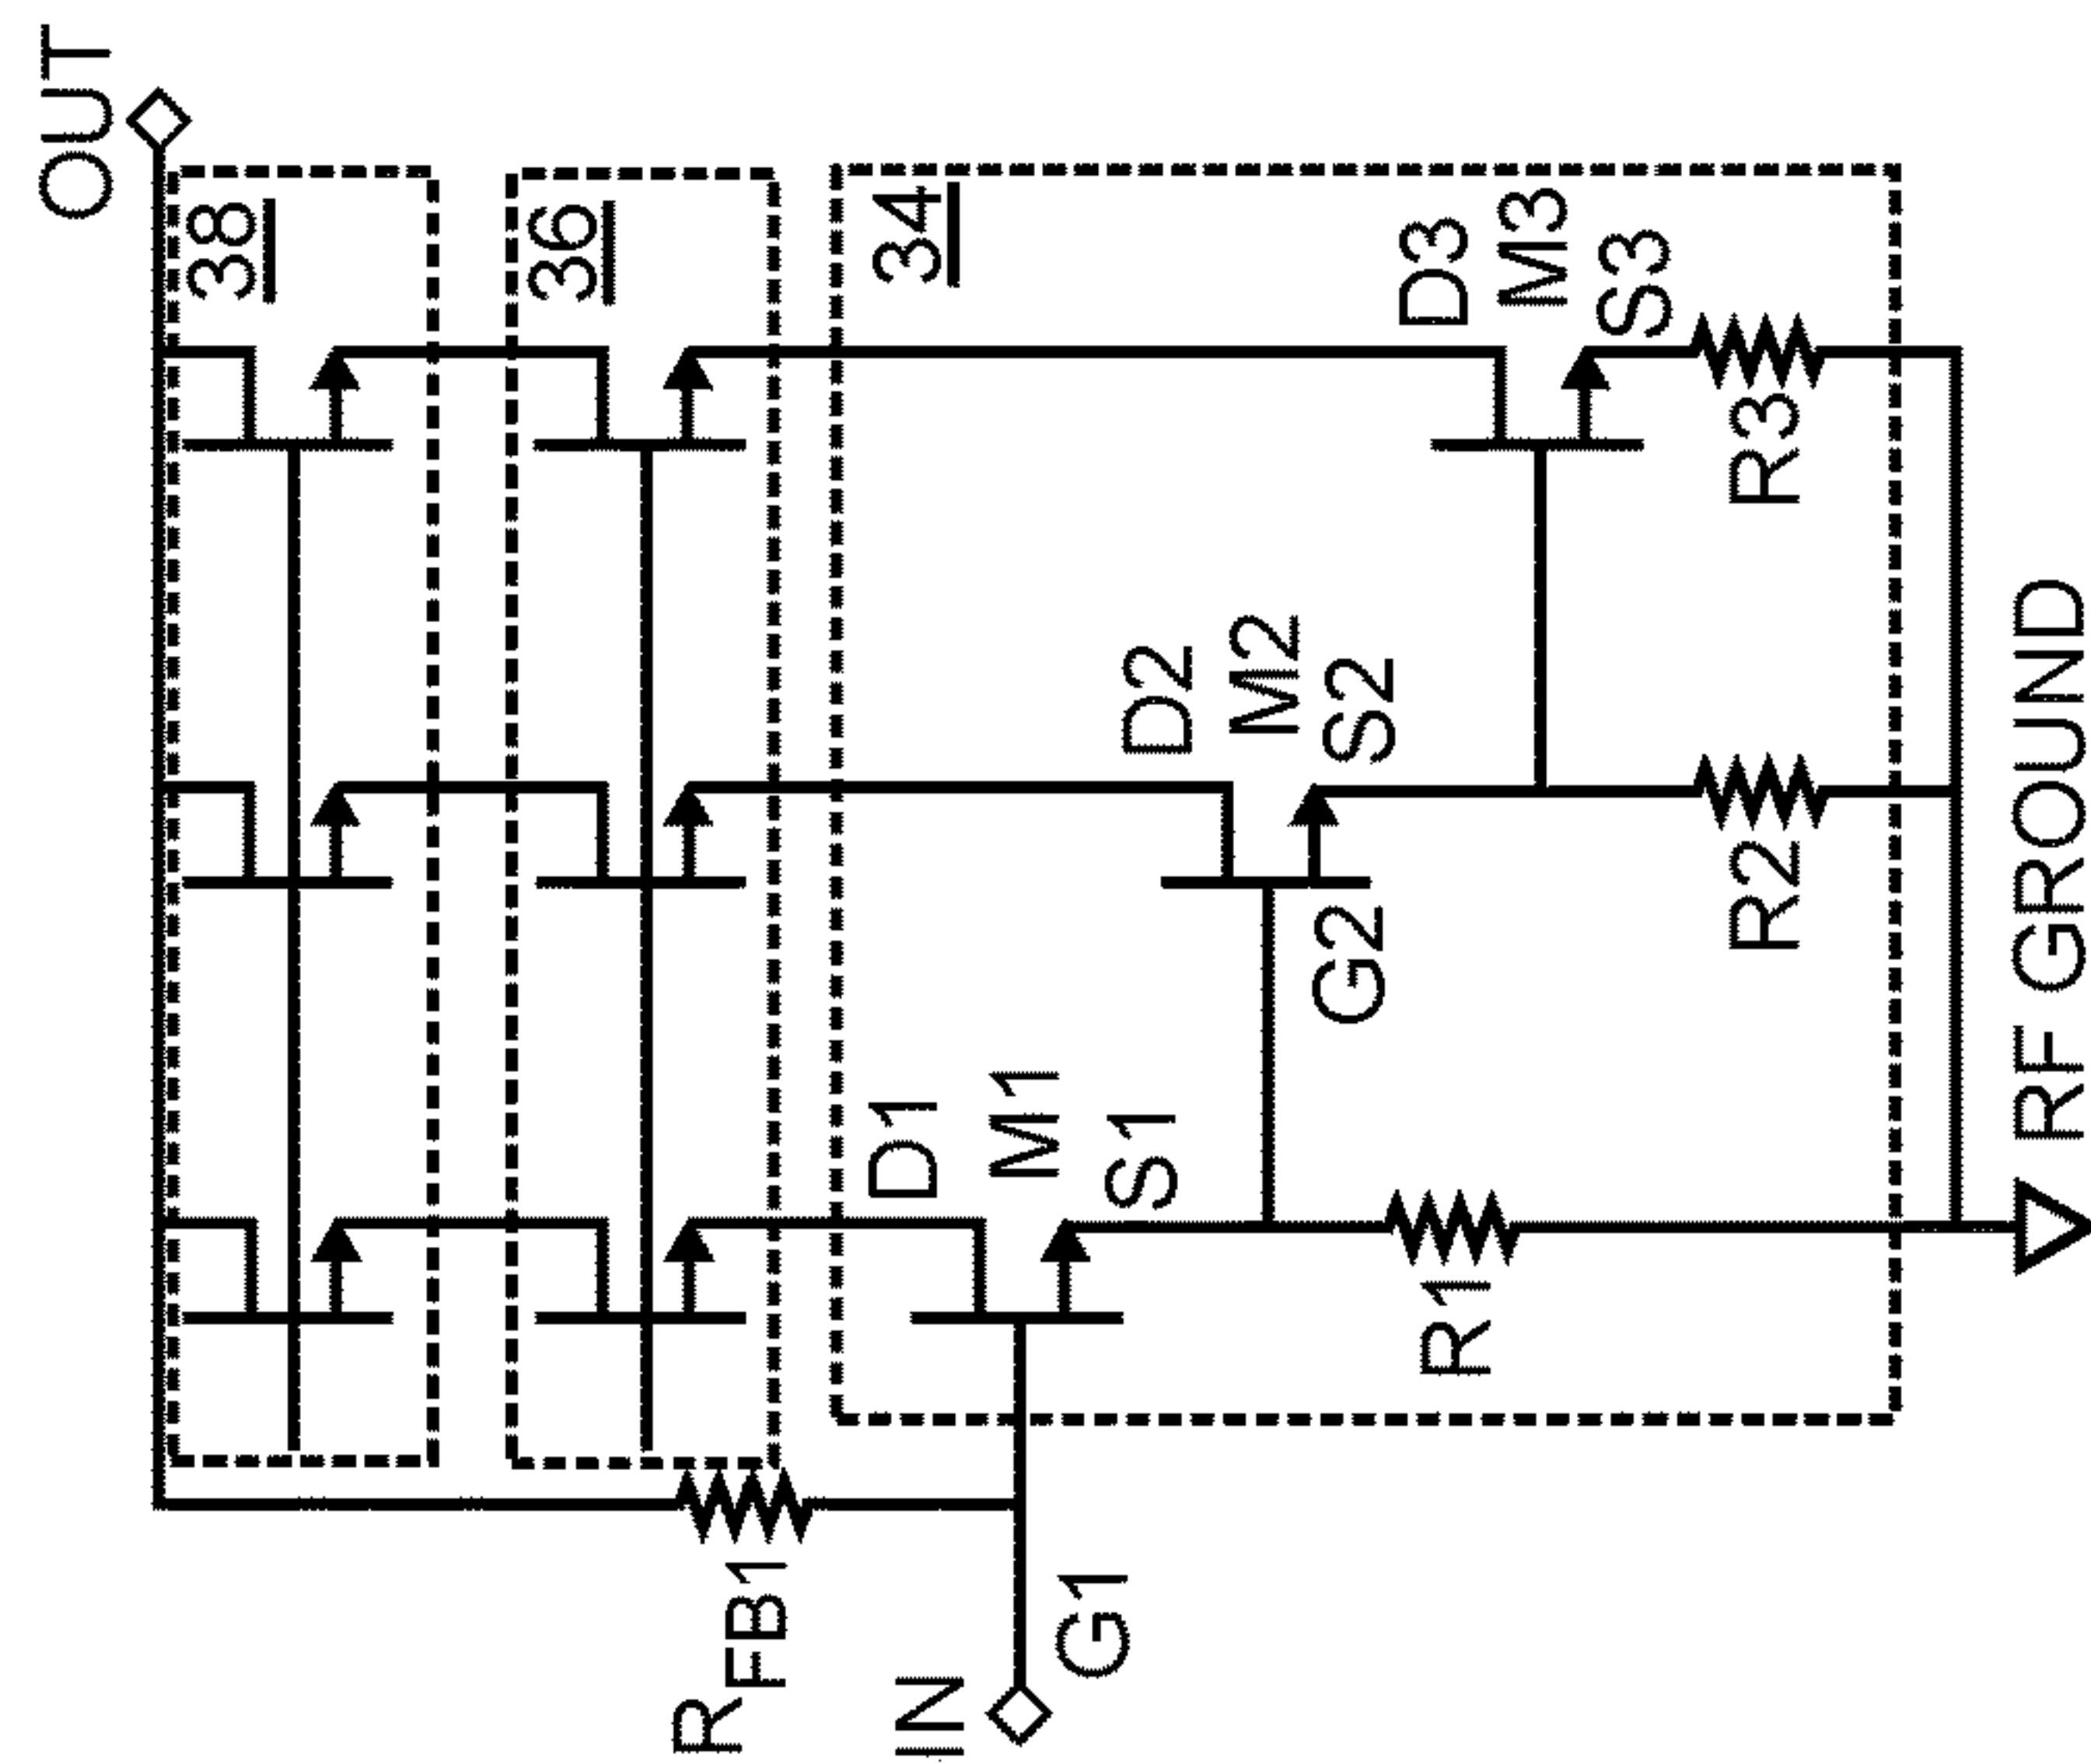 OUT
38
36
34
D3
M3
S3
R3
D2
M2
S2
G2
R2
D1
M1
S1
R1
RFB1
IN
G1
RF GROUND